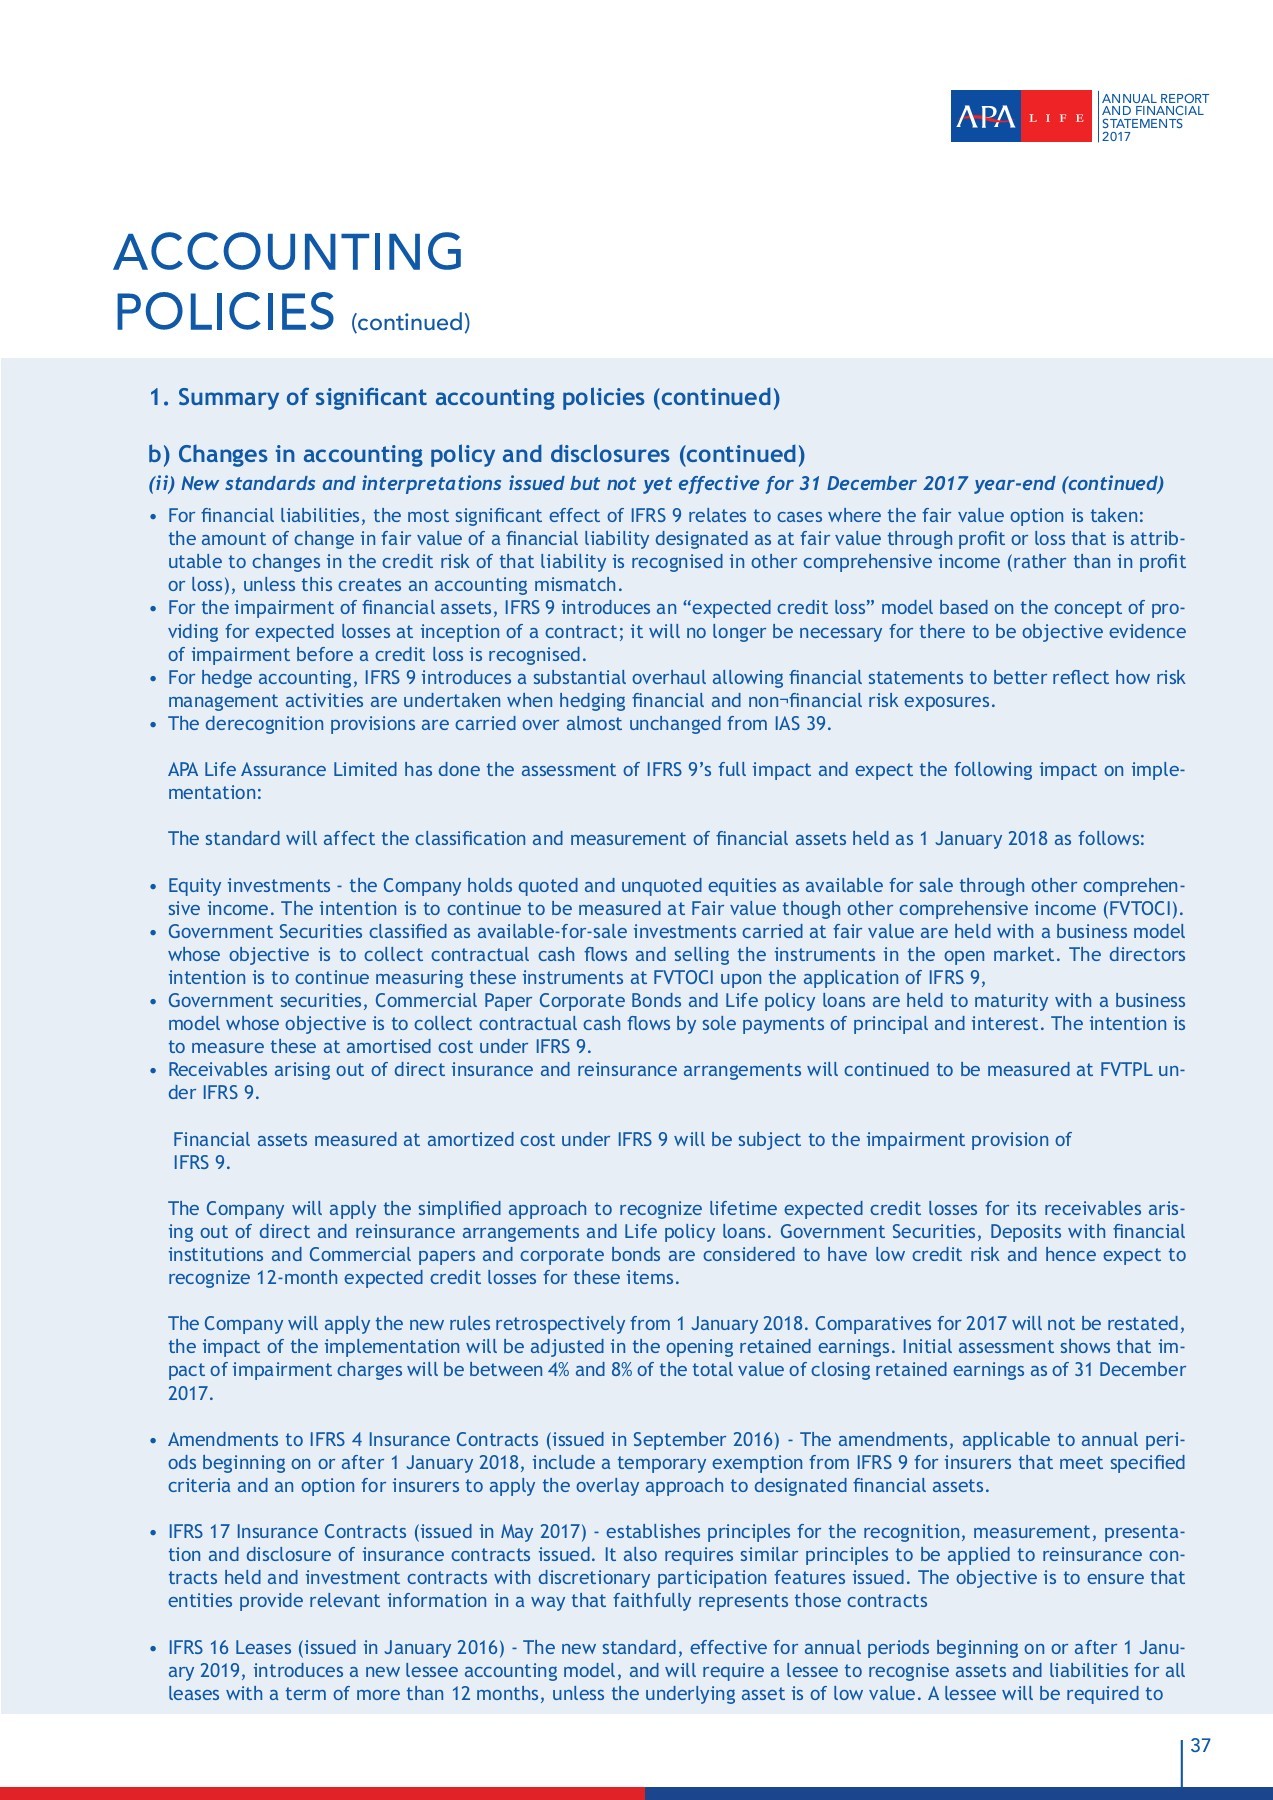 APA LIFE
ANNUAL REPORT
AND FINANCIAL
STATEMENTS
2017
ACCOUNTING
POLICIES (continued)
1. Summary of significant accounting policies (continued)
b) Changes in accounting policy and disclosures (continued)
(ii) New standards and interpretations issued but not yet effective for 31 December 2017 year-end (continued)
• For financial liabilities, the most significant effect of IFRS 9 relates to cases where the fair value option is taken:
the amount of change in fair value of a financial liability designated as at fair value through profit or loss that is attrib-
utable to changes in the credit risk of that liability is recognised in other comprehensive income (rather than in profit
or loss), unless this creates an accounting mismatch.
• For the impairment of financial assets, IFRS 9 introduces an “expected credit loss” model based on the concept of pro-
viding for expected losses at inception of a contract; it will no longer be necessary for there to be objective evidence
of impairment before a credit loss is recognised.
• For hedge accounting, IFRS 9 introduces a substantial overhaul allowing financial statements to better reflect how risk
management activities are undertaken when hedging financial and non¬financial risk exposures.
• The derecognition provisions are carried over almost unchanged from IAS 39.
APA Life Assurance Limited has done the assessment of IFRS 9’s full impact and expect the following impact on imple-
mentation:
The standard will affect the classification and measurement of financial assets held as 1 January 2018 as follows:
• Equity investments - the Company holds quoted and unquoted equities as available for sale through other comprehen-
sive income. The intention is to continue to be measured at Fair value though other comprehensive income (FVTOCI).
• Government Securities classified as available-for-sale investments carried at fair value are held with a business model
whose objective is to collect contractual cash flows and selling the instruments in the open market. The directors
intention is to continue measuring these instruments at FVTOCI upon the application of IFRS 9,
• Government securities, Commercial Paper Corporate Bonds and Life policy loans are held to maturity with a business
model whose objective is to collect contractual cash flows by sole payments of principal and interest. The intention is
to measure these at amortised cost under IFRS 9.
• Receivables arising out of direct insurance and reinsurance arrangements will continued to be measured at FVTPL un-
der IFRS 9.
Financial assets measured at amortized cost under IFRS 9 will be subject to the impairment provision of
IFRS 9.
The Company will apply the simplified approach to recognize lifetime expected credit losses for its receivables aris-
ing out of direct and reinsurance arrangements and Life policy loans. Government Securities, Deposits with financial
institutions and Commercial papers and corporate bonds are considered to have low credit risk and hence expect to
recognize 12-month expected credit losses for these items.
The Company will apply the new rules retrospectively from 1 January 2018. Comparatives for 2017 will not be restated,
the impact of the implementation will be adjusted in the opening retained earnings. Initial assessment shows that im-
pact of impairment charges will be between 4% and 8% of the total value of closing retained earnings as of 31 December
2017.
• Amendments to IFRS 4 Insurance Contracts (issued in September 2016) - The amendments, applicable to annual peri-
ods beginning on or after 1 January 2018, include a temporary exemption from IFRS 9 for insurers that meet specified
criteria and an option for insurers to apply the overlay approach to designated financial assets.
• IFRS 17 Insurance Contracts (issued in May 2017) - establishes principles for the recognition, measurement, presenta-
tion and disclosure of insurance contracts issued. It also requires similar principles to be applied to reinsurance con-
tracts held and investment contracts with discretionary participation features issued. The objective is to ensure that
entities provide relevant information in a way that faithfully represents those contracts
• IFRS 16 Leases (issued in January 2016) - The new standard, effective for annual periods beginning on or after 1 Janu-
ary 2019, introduces a new lessee accounting model, and will require a lessee to recognise assets and liabilities for all
leases with a term of more than 12 months, unless the underlying asset is of low value. A lessee will be required to
37